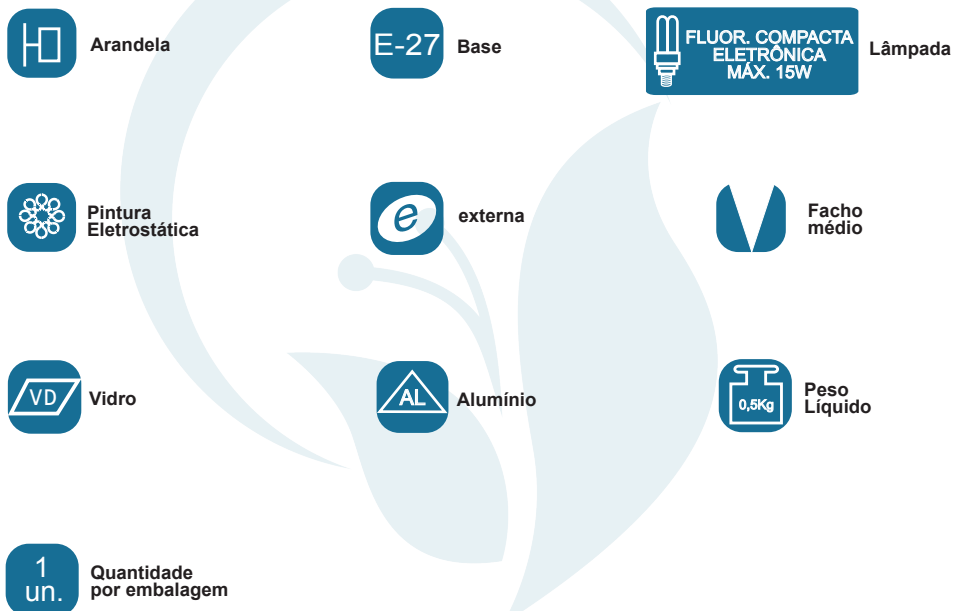 Arandela
E-27
Base
FLUOR. COMPACTA
ELETRÔNICA
MÁX. 15W
Lâmpada
Pintura
Eletrostática
e
externa
Facho
médio
VD
Vidro
AL
Alumínio
0,5Kg
Peso
Líquido
1
un.
Quantidade
por embalagem